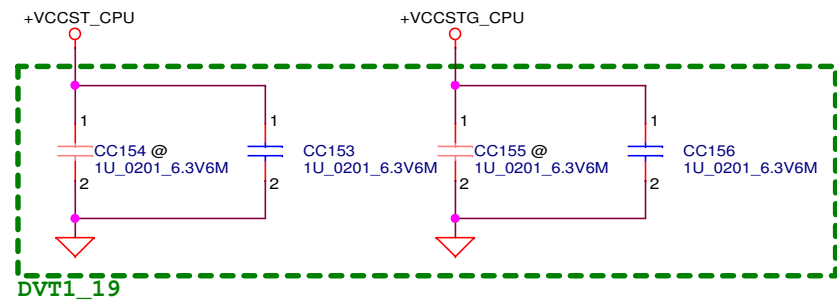 +VCCST_CPU
+VCCSTG_CPU
1
CC154 @
1U_0201_6.3V6M
2
1
CC153
1U_0201_6.3V6M
2
1
CC155 @
1U_0201_6.3V6M
2
1
CC156
1U_0201_6.3V6M
2
DVT1_19